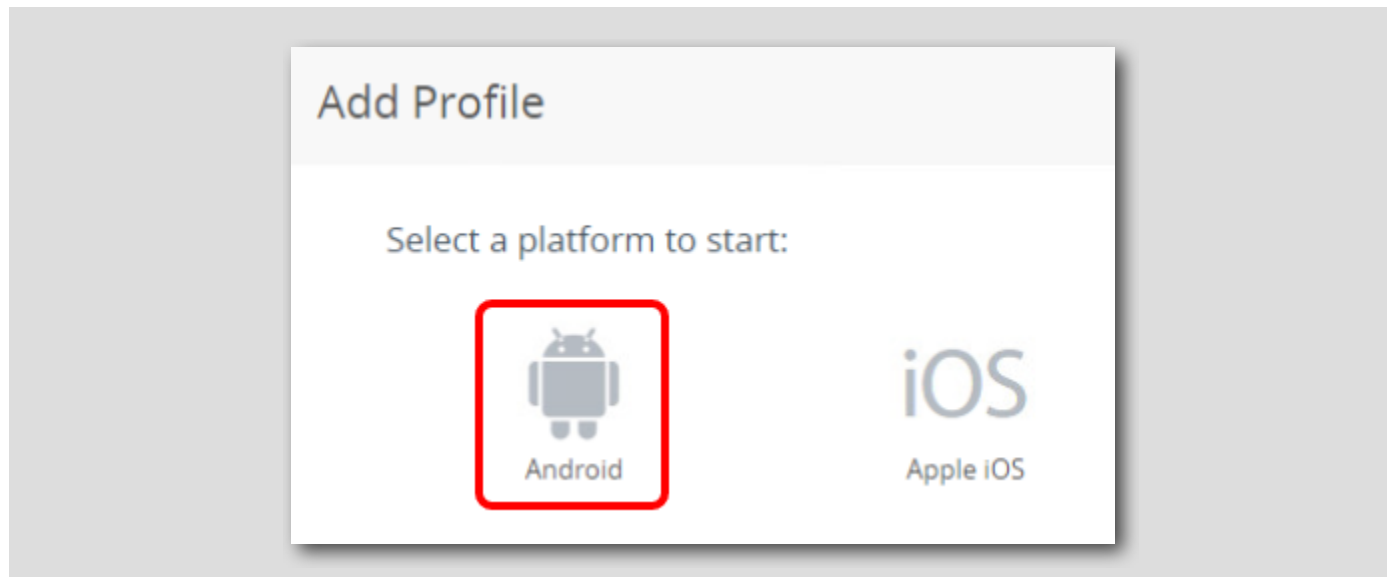 Add Profile
Select a platform to start:
iOS
Android
Apple iOS